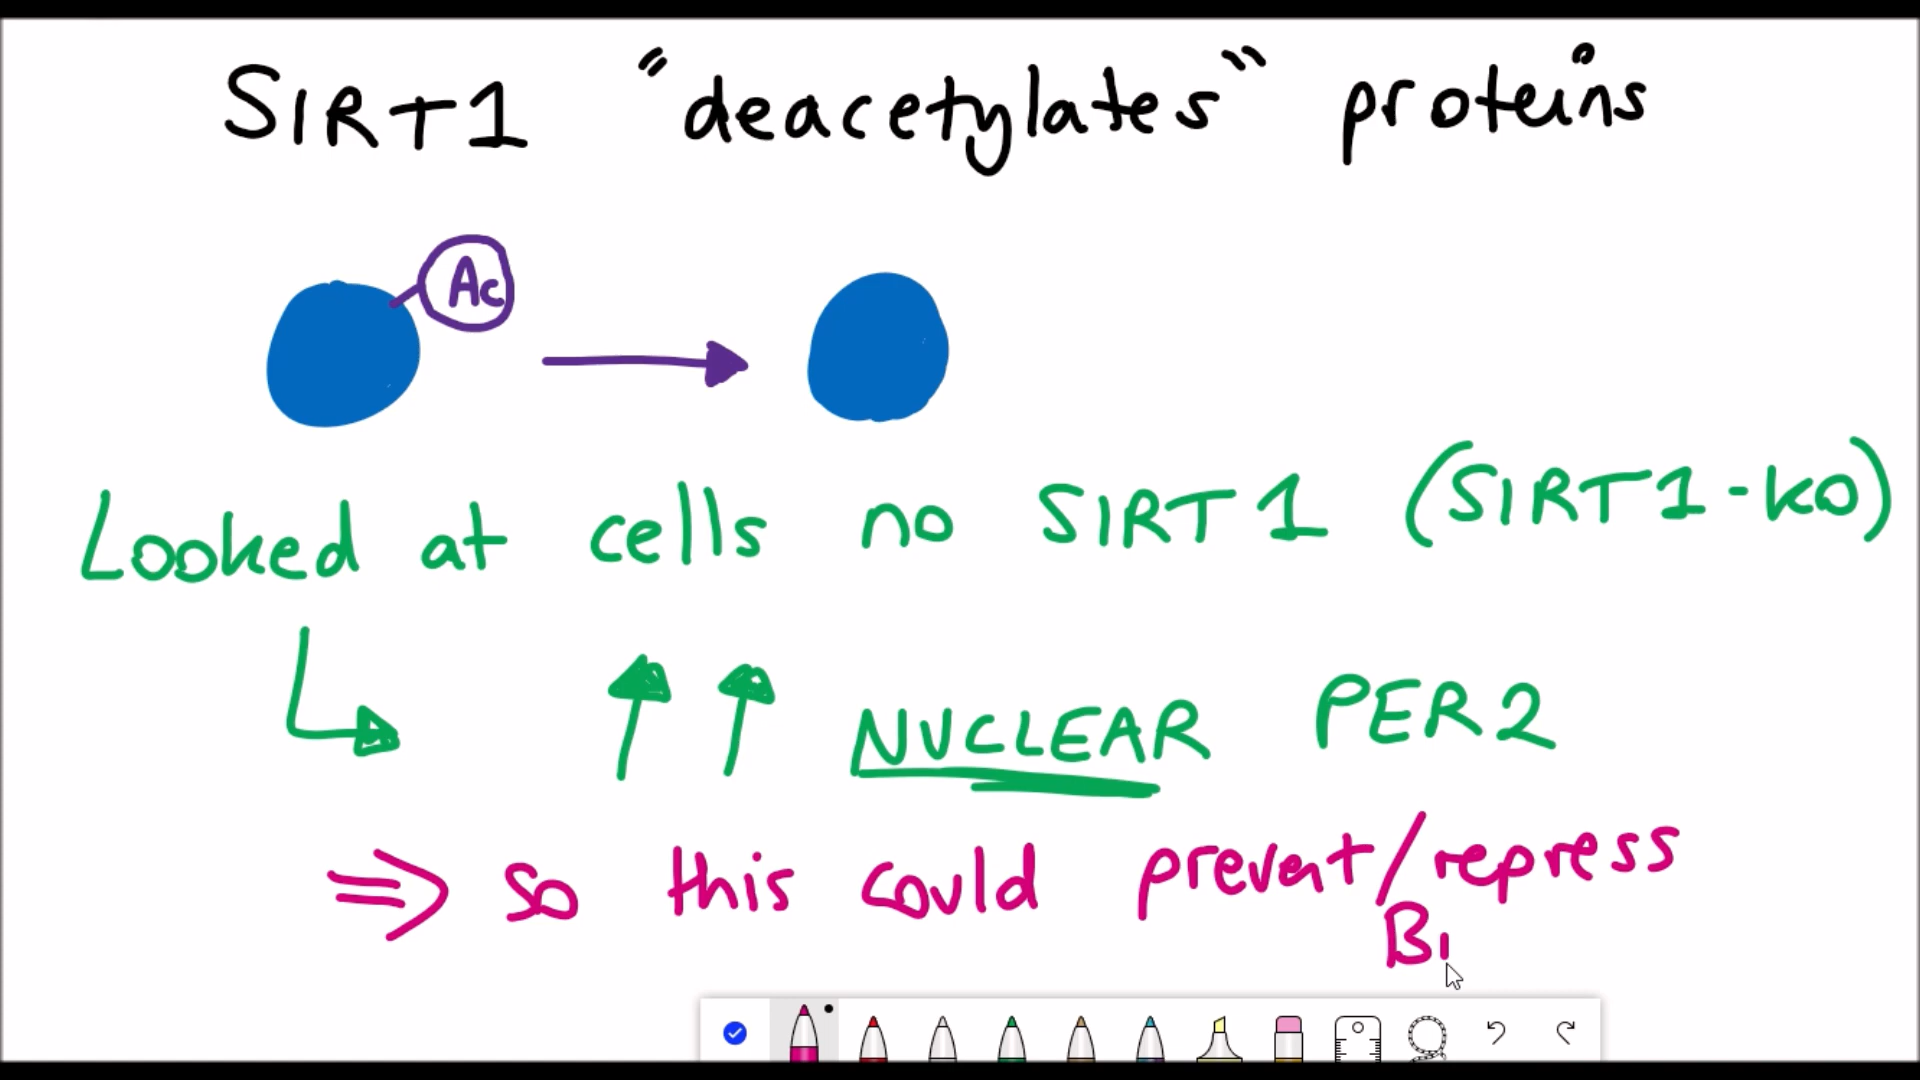 SIRT1 "deacetylates" proteins
Ac
Looked at cells no SIRT1 (SIRT1-KO)
NUCLEAR PER2
so this could prevent/repress